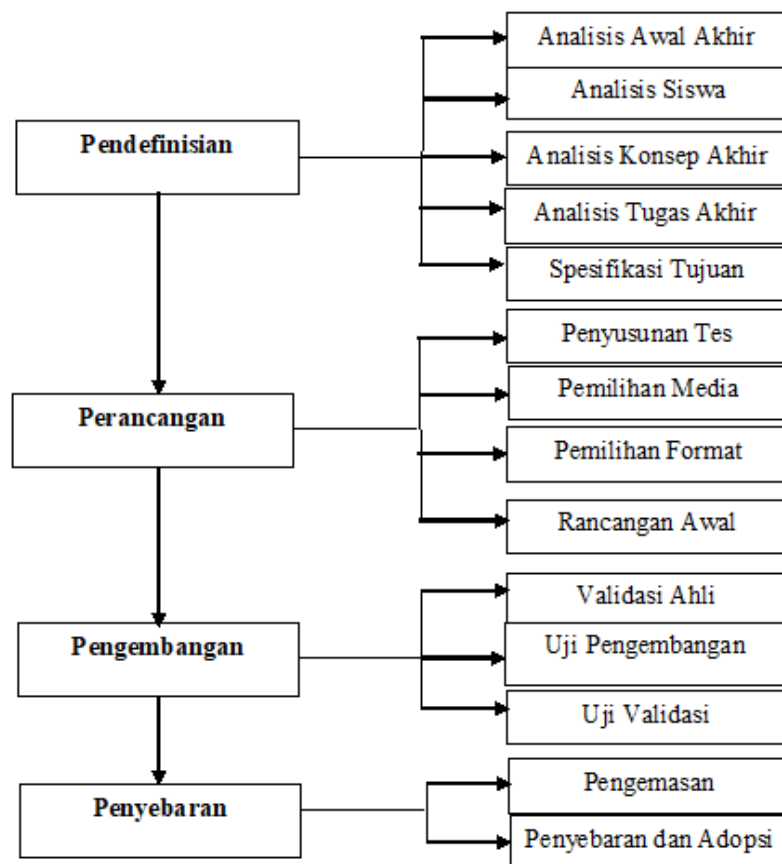 Pendefinisian
Analisis Awal Akhir
Analisis Siswa
Analisis Konsep Akhir
Analisis Tugas Akhir
Spesifikasi Tujuan
Perancangan
Penyusunan Tes
Pemilihan Media
Pemilihan Format
Rancangan Awal
Pengembangan
Validasi Ahli
Uji Pengembangan
Uji Validasi
Penyebaran
Pengemasan
Penyebaran dan Adopsi